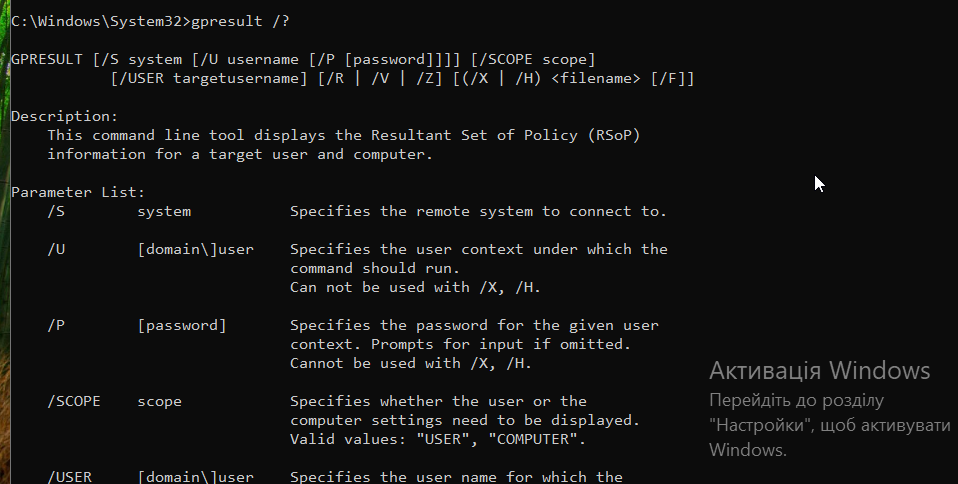 C:\Windows\System32>gpresult /?
GPRESULT [/S system [/U username [/P [password]]]] [/SCOPE scope]
[/USER targetusername] [/R | /V | /Z] [(/X | /H) <filename> [/F]]
Description:
This command line tool displays the Resultant Set of Policy (RSoP)
information for a target user and computer.
Parameter List:
/S system Specifies the remote system to connect to.
/U [domain\]user Specifies the user context under which the
command should run.
Can not be used with /X, /H.
/P [password] Specifies the password for the given user
context. Prompts for input if omitted.
Cannot be used with /X, /H.
/SCOPE scope Specifies whether the user or the
computer settings need to be displayed.
Valid values: "USER", "COMPUTER".
/USER [domain\]user Specifies the user name for which the
Активація Windows
Перейдіть до розділу
"Настройки", щоб активувати
Windows.